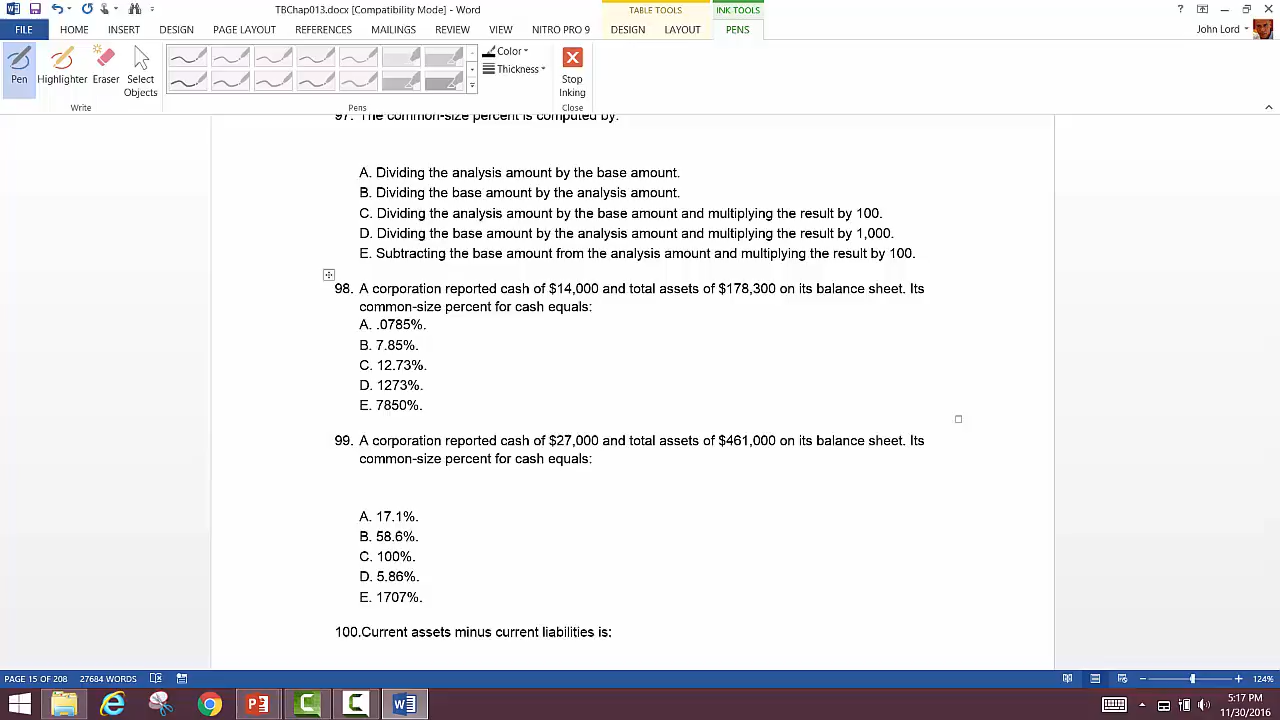 TBChap013.docx [Compatibility Mode] - Word
TABLE TOOLS
INK TOOLS
FILE
HOME
INSERT
DESIGN
PAGE LAYOUT
REFERENCES
MAILINGS
REVIEW
VIEW
NITRO PRO 9
DESIGN
LAYOUT
PENS
John Lord
Pen
Highlighter
Eraser
Select
Objects
Color
Thickness
Stop
Inking
Write
Pens
Close
97. The common-size percent is computed by:
A. Dividing the analysis amount by the base amount.
B. Dividing the base amount by the analysis amount.
C. Dividing the analysis amount by the base amount and multiplying the result by 100.
D. Dividing the base amount by the analysis amount and multiplying the result by 1,000.
E. Subtracting the base amount from the analysis amount and multiplying the result by 100.
98. A corporation reported cash of $14,000 and total assets of $178,300 on its balance sheet. Its
common-size percent for cash equals:
A. .0785%.
B. 7.85%.
C. 12.73%.
D. 1273%.
E. 7850%.
99. A corporation reported cash of $27,000 and total assets of $461,000 on its balance sheet. Its
common-size percent for cash equals:
A. 17.1%.
B. 58.6%.
C. 100%.
D. 5.86%.
E. 1707%.
100.Current assets minus current liabilities is:
PAGE 15 OF 208
27684 WORDS
124%
5:17 PM
11/30/2016